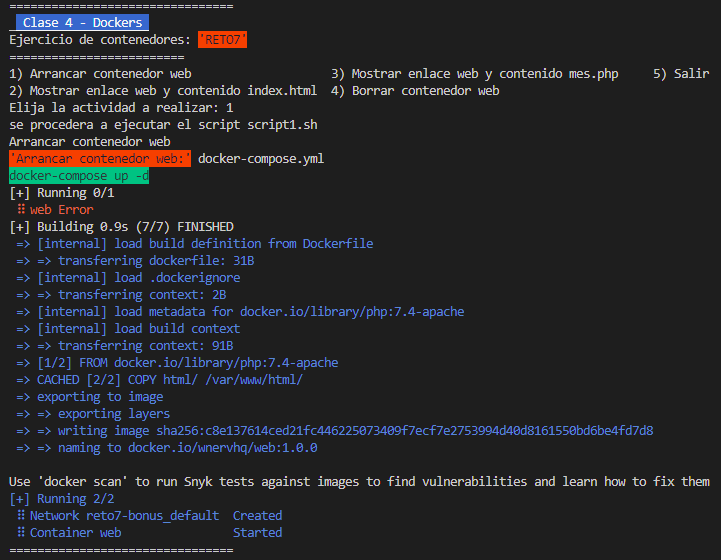 ================================
Clase 4 - Dockers
Ejercicio de contenedores: 'RETO7'
=========================
1) Arrancar contenedor web 3) Mostrar enlace web y contenido mes.php 5) Salir
2) Mostrar enlace web y contenido index.html 4) Borrar contenedor web
Elija la actividad a realizar: 1
se procedera a ejecutar el script script1.sh
Arrancar contenedor web
'Arrancar contenedor web:' docker-compose.yml
docker-compose up -d
[+] Running 0/1
⠿ web Error
[+] Building 0.9s (7/7) FINISHED
=> [internal] load build definition from Dockerfile
=> => transferring dockerfile: 31B
=> [internal] load .dockerignore
=> => transferring context: 2B
=> [internal] load metadata for docker.io/library/php:7.4-apache
=> [internal] load build context
=> => transferring context: 91B
=> [1/2] FROM docker.io/library/php:7.4-apache
=> CACHED [2/2] COPY html/ /var/www/html/
=> exporting to image
=> => exporting layers
=> => writing image sha256:c8e137614ced21fc446225073409f7ecf7e2753994d40d8161550bd6be4fd7d8
=> => naming to docker.io/wnervhq/web:1.0.0
Use 'docker scan' to run Snyk tests against images to find vulnerabilities and learn how to fix them
[+] Running 2/2
⠿ Network reto7-bonus_default Created
⠿ Container web Started
================================